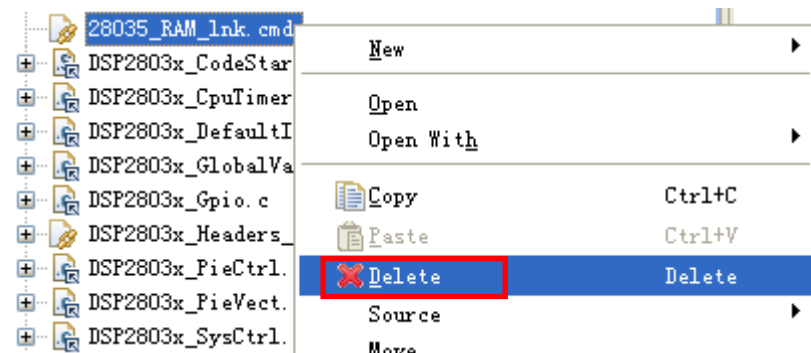 28035_RAM_lnk.cmd
DSP2803x_CodeStar
DSP2803x_CpuTimer
DSP2803x_DefaultI
DSP2803x_GlobalVa
DSP2803x_Gpio.c
DSP2803x_Headers_
DSP2803x_PieCtrl.
DSP2803x_PieVect.
DSP2803x_SysCtrl.
New
Open
Open With
Copy Ctrl+C
Paste Ctrl+V
Delete Delete
Source
Move